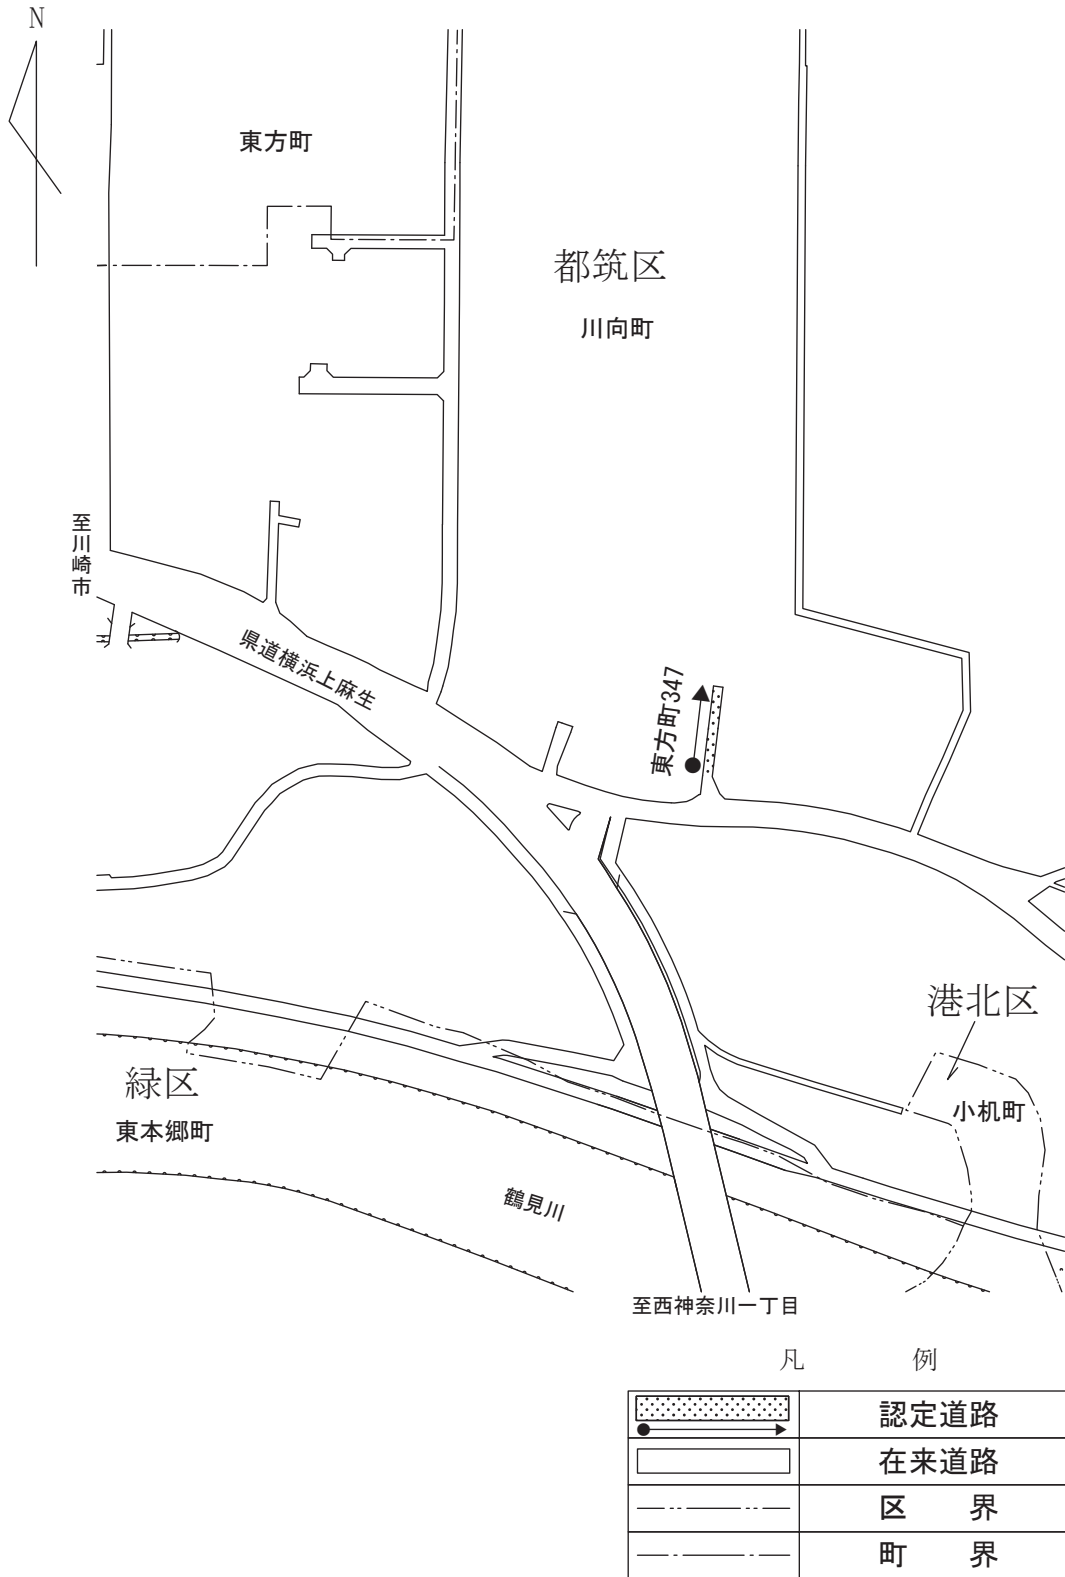 N
東方町
都筑区
川向町
至川崎市
県道横浜上麻生
東方町347
港北区
緑区
小机町
東本郷町
鶴見川
至西神奈川一丁目
凡 例
認定道路
在来道路
区 界
町 界